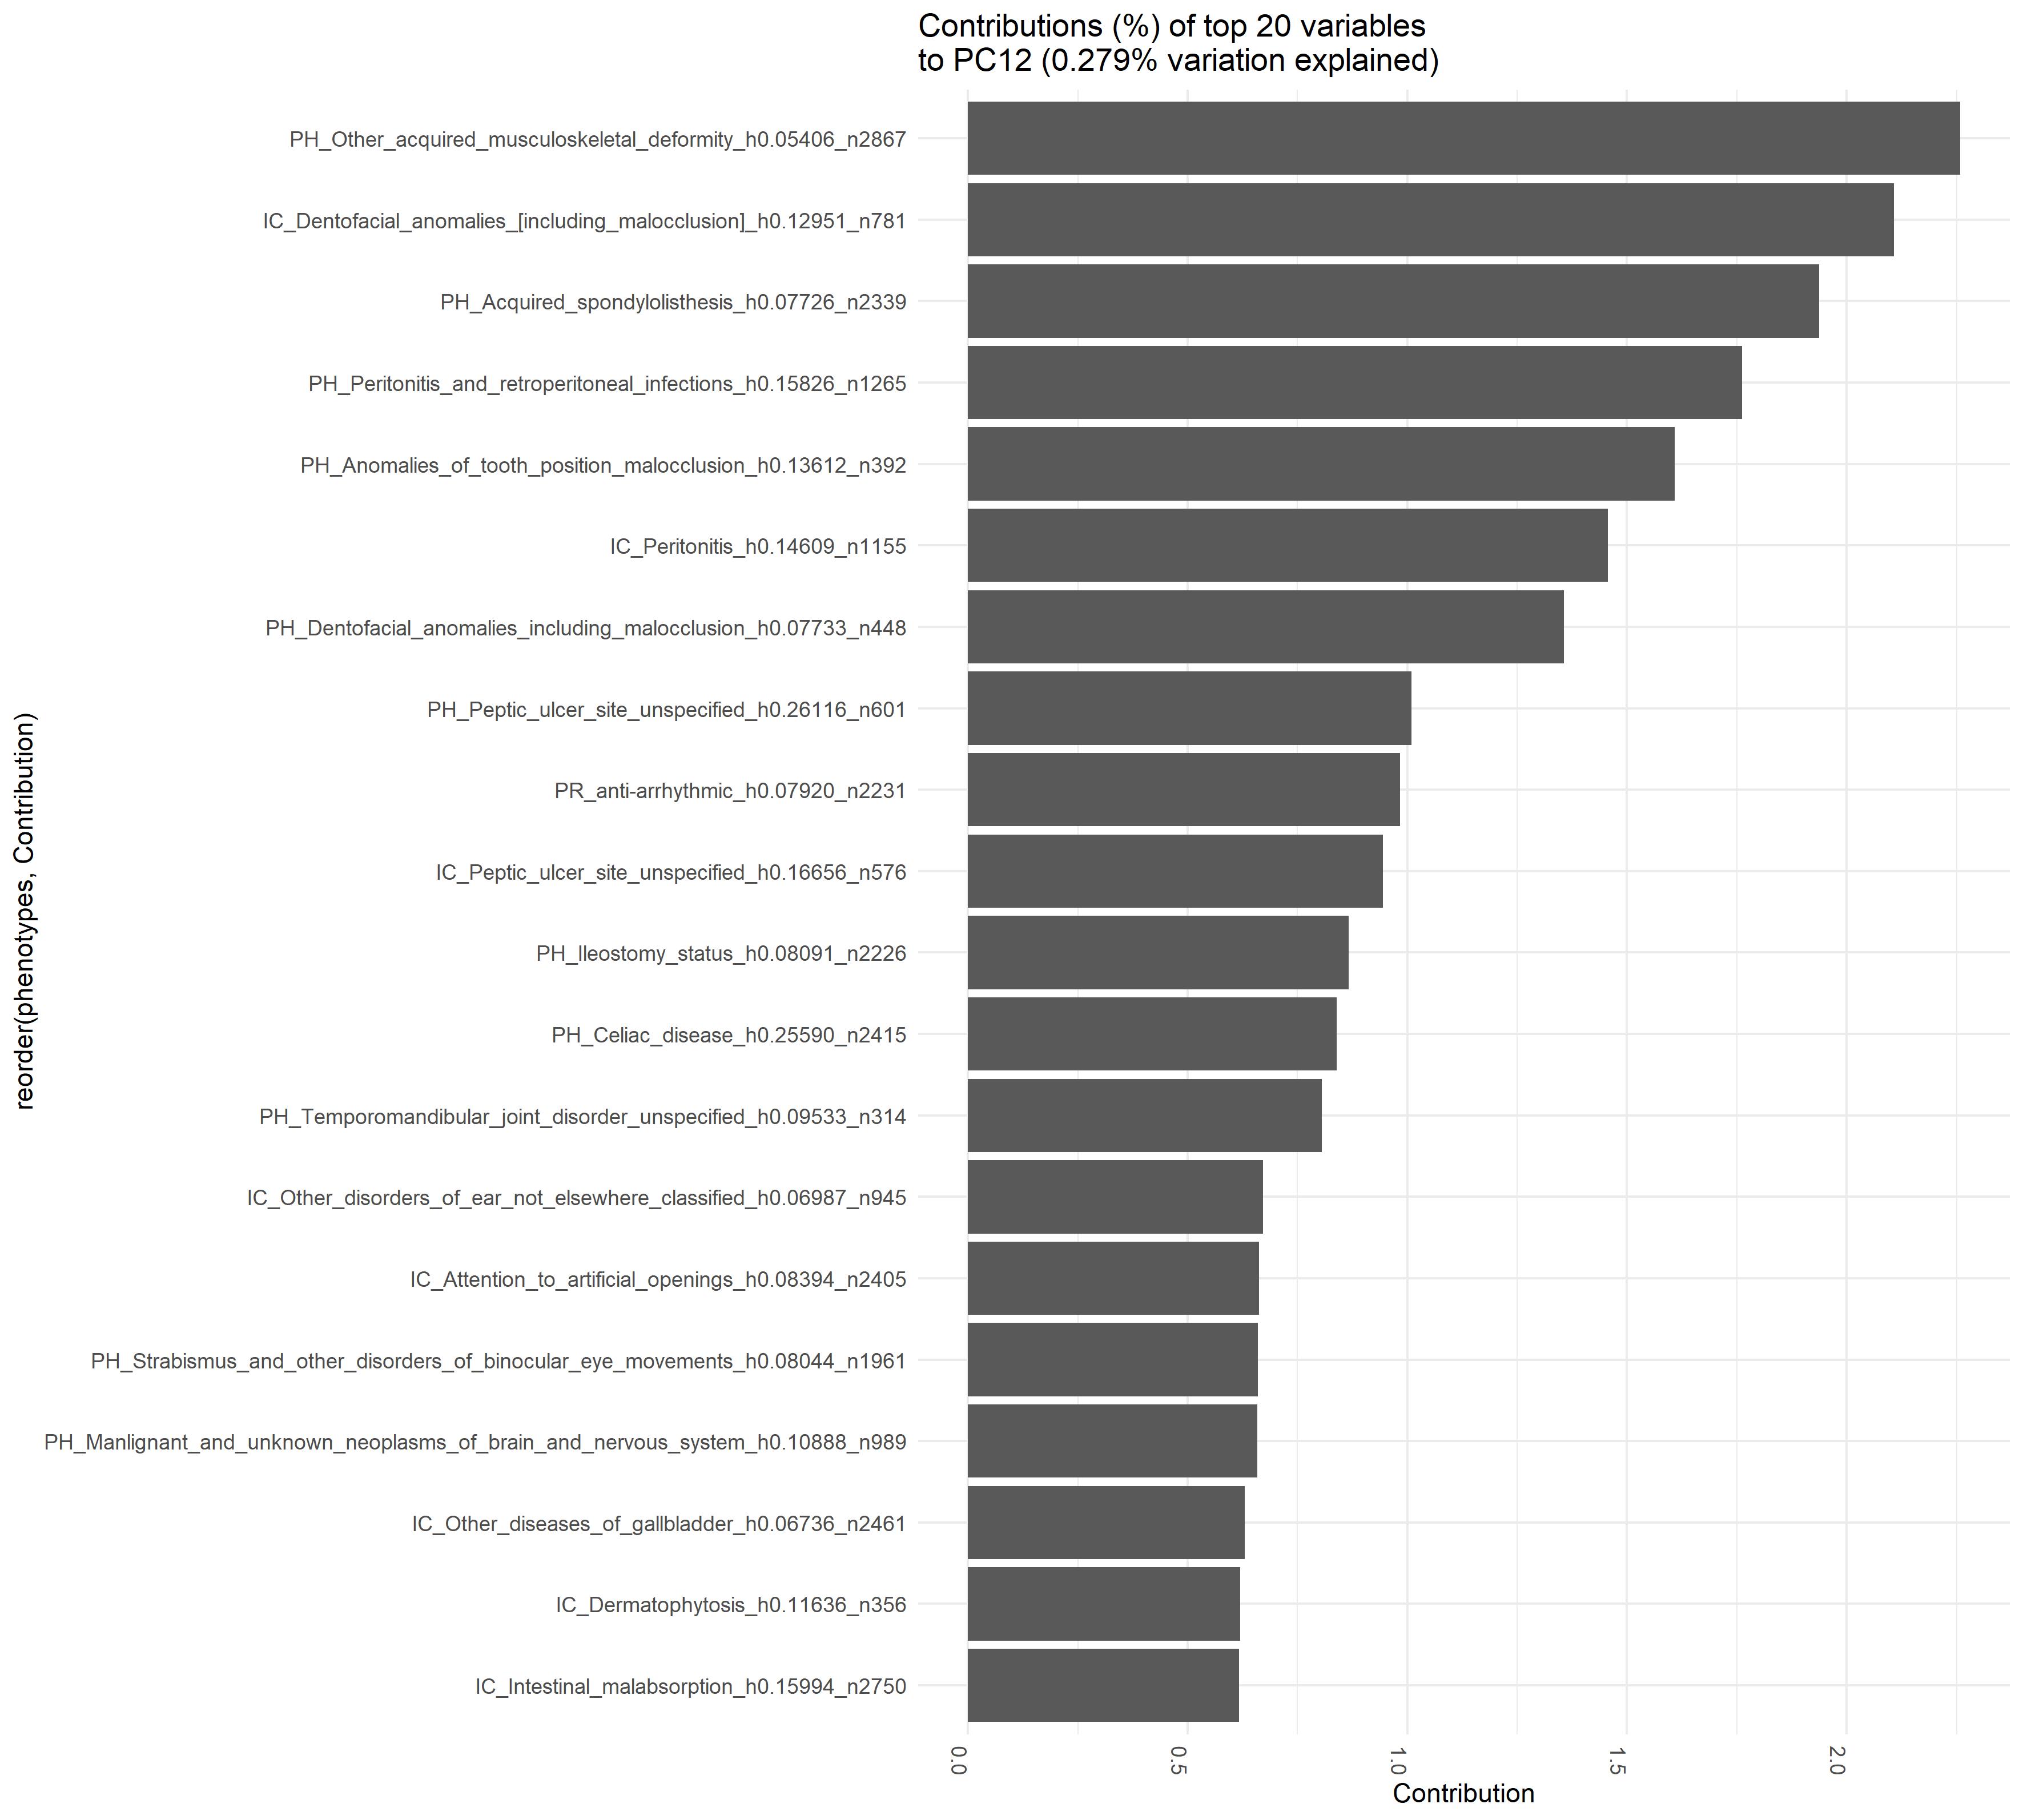 Contributions (%) of top 20 variables
to PC12 (0.279% variation explained)
PH_Other_acquired_musculoskeletal_deformity_h0.05406_n2867
IC_Dentofacial_anomalies_[including_malocclusion]_h0.12951_n781
PH_Acquired_spondylolisthesis_h0.07726_n2339
PH_Peritonitis_and_retroperitoneal_infections_h0.15826_n1265
PH_Anomalies_of_tooth_position_malocclusion_h0.13612_n392
IC_Peritonitis_h0.14609_n1155
PH_Dentofacial_anomalies_including_malocclusion_h0.07733_n448
PH_Peptic_ulcer_site_unspecified_h0.26116_n601
PR_anti-arrhythmic_h0.07920_n2231
IC_Peptic_ulcer_site_unspecified_h0.16656_n576
PH_Ileostomy_status_h0.08091_n2226
PH_Celiac_disease_h0.25590_n2415
PH_Temporomandibular_joint_disorder_unspecified_h0.09533_n314
IC_Other_disorders_of_ear_not_elsewhere_classified_h0.06987_n945
IC_Attention_to_artificial_openings_h0.08394_n2405
PH_Strabismus_and_other_disorders_of_binocular_eye_movements_h0.08044_n1961
PH_Manlignant_and_unknown_neoplasms_of_brain_and_nervous_system_h0.10888_n989
IC_Other_diseases_of_gallbladder_h0.06736_n2461
IC_Dermatophytosis_h0.11636_n356
IC_Intestinal_malabsorption_h0.15994_n2750
reorder(phenotypes, Contribution)
0.0
0.5
1.0
1.5
2.0
Contribution